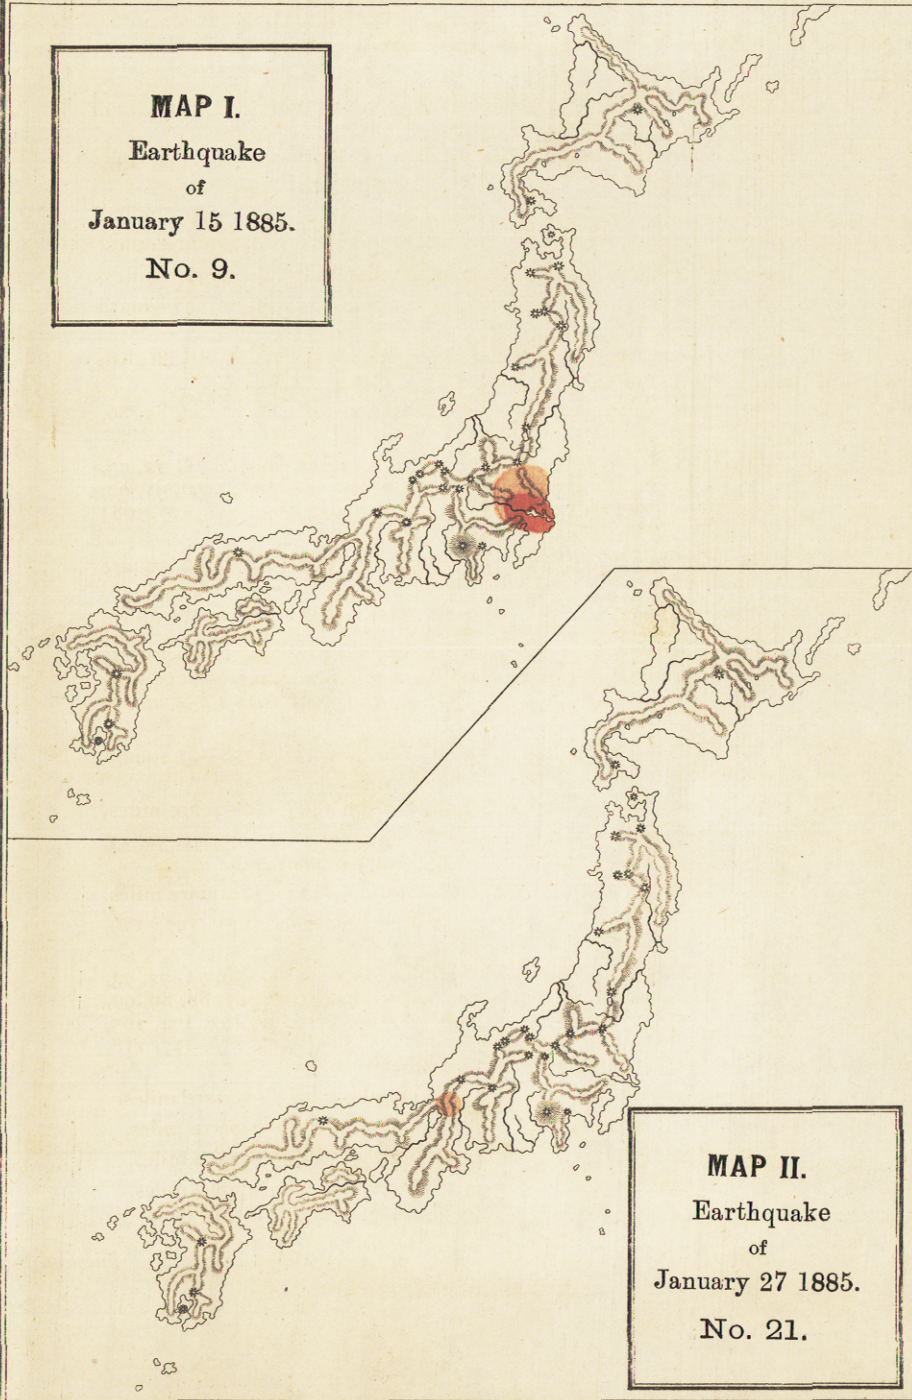 MAP I.
Earthquake
of
January 15 1885.
No. 9.
MAP II.
Earthquake
of
January 27 1885.
No. 21.